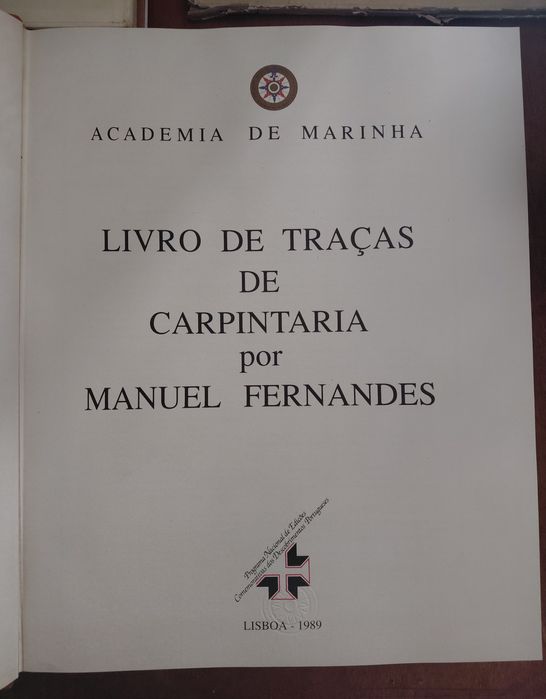 ACADEMIA DE MARINHA
LIVRO DE TRAÇAS
DE
CARPINTARIA
por
MANUEL FERNANDES
Programa Nacional de Edições
Comemorativas dos Descobrimentos Portugueses
LISBOA - 1989